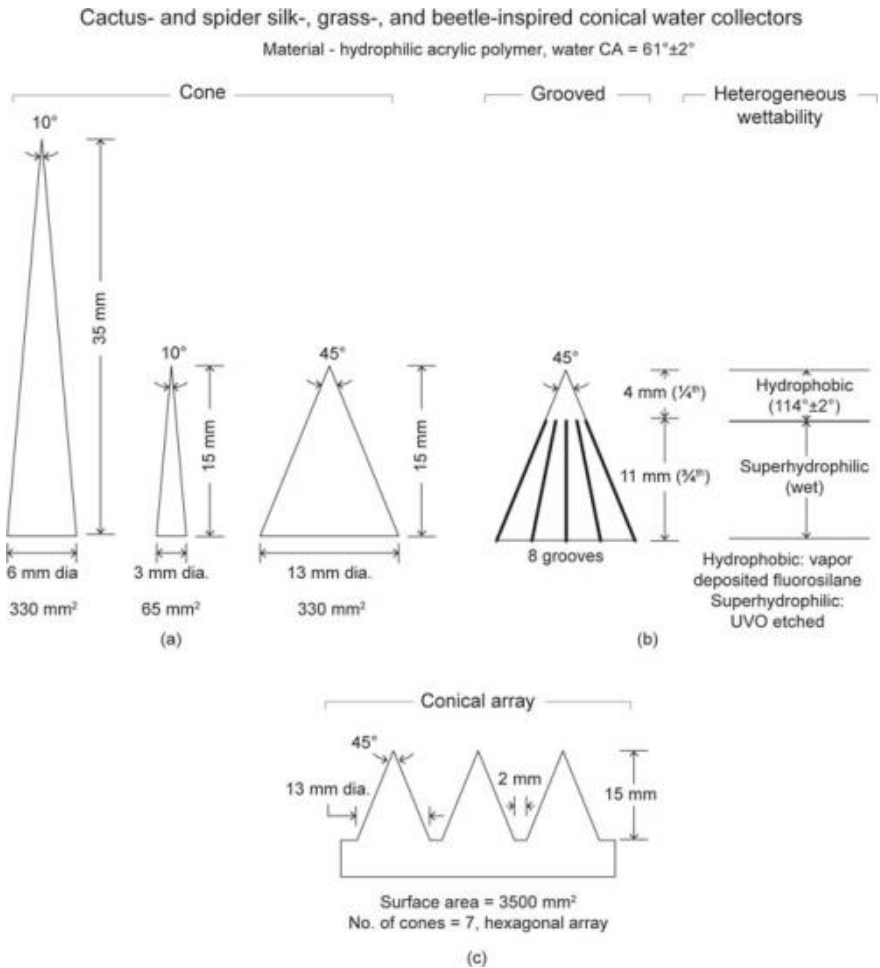 Cactus- and spider silk-, grass-, and beetle-inspired conical water collectors
Material - hydrophilic acrylic polymer, water CA = 61°±2°
Cone
Grooved
Heterogeneous
wettability
10°
35 mm
6 mm dia
330 mm²
10°
15 mm
3 mm dia.
65 mm²
45°
15 mm
13 mm dia.
330 mm²
(a)
45°
4 mm (¼ᵗʰ)
11 mm (¾ᵗʰ)
8 grooves
(b)
Hydrophobic
(114°±2°)
Superhydrophilic
(wet)
Hydrophobic: vapor
deposited fluorosilane
Superhydrophilic:
UVO etched
Conical array
45°
13 mm dia.
2 mm
15 mm
Surface area = 3500 mm²
No. of cones = 7, hexagonal array
(c)